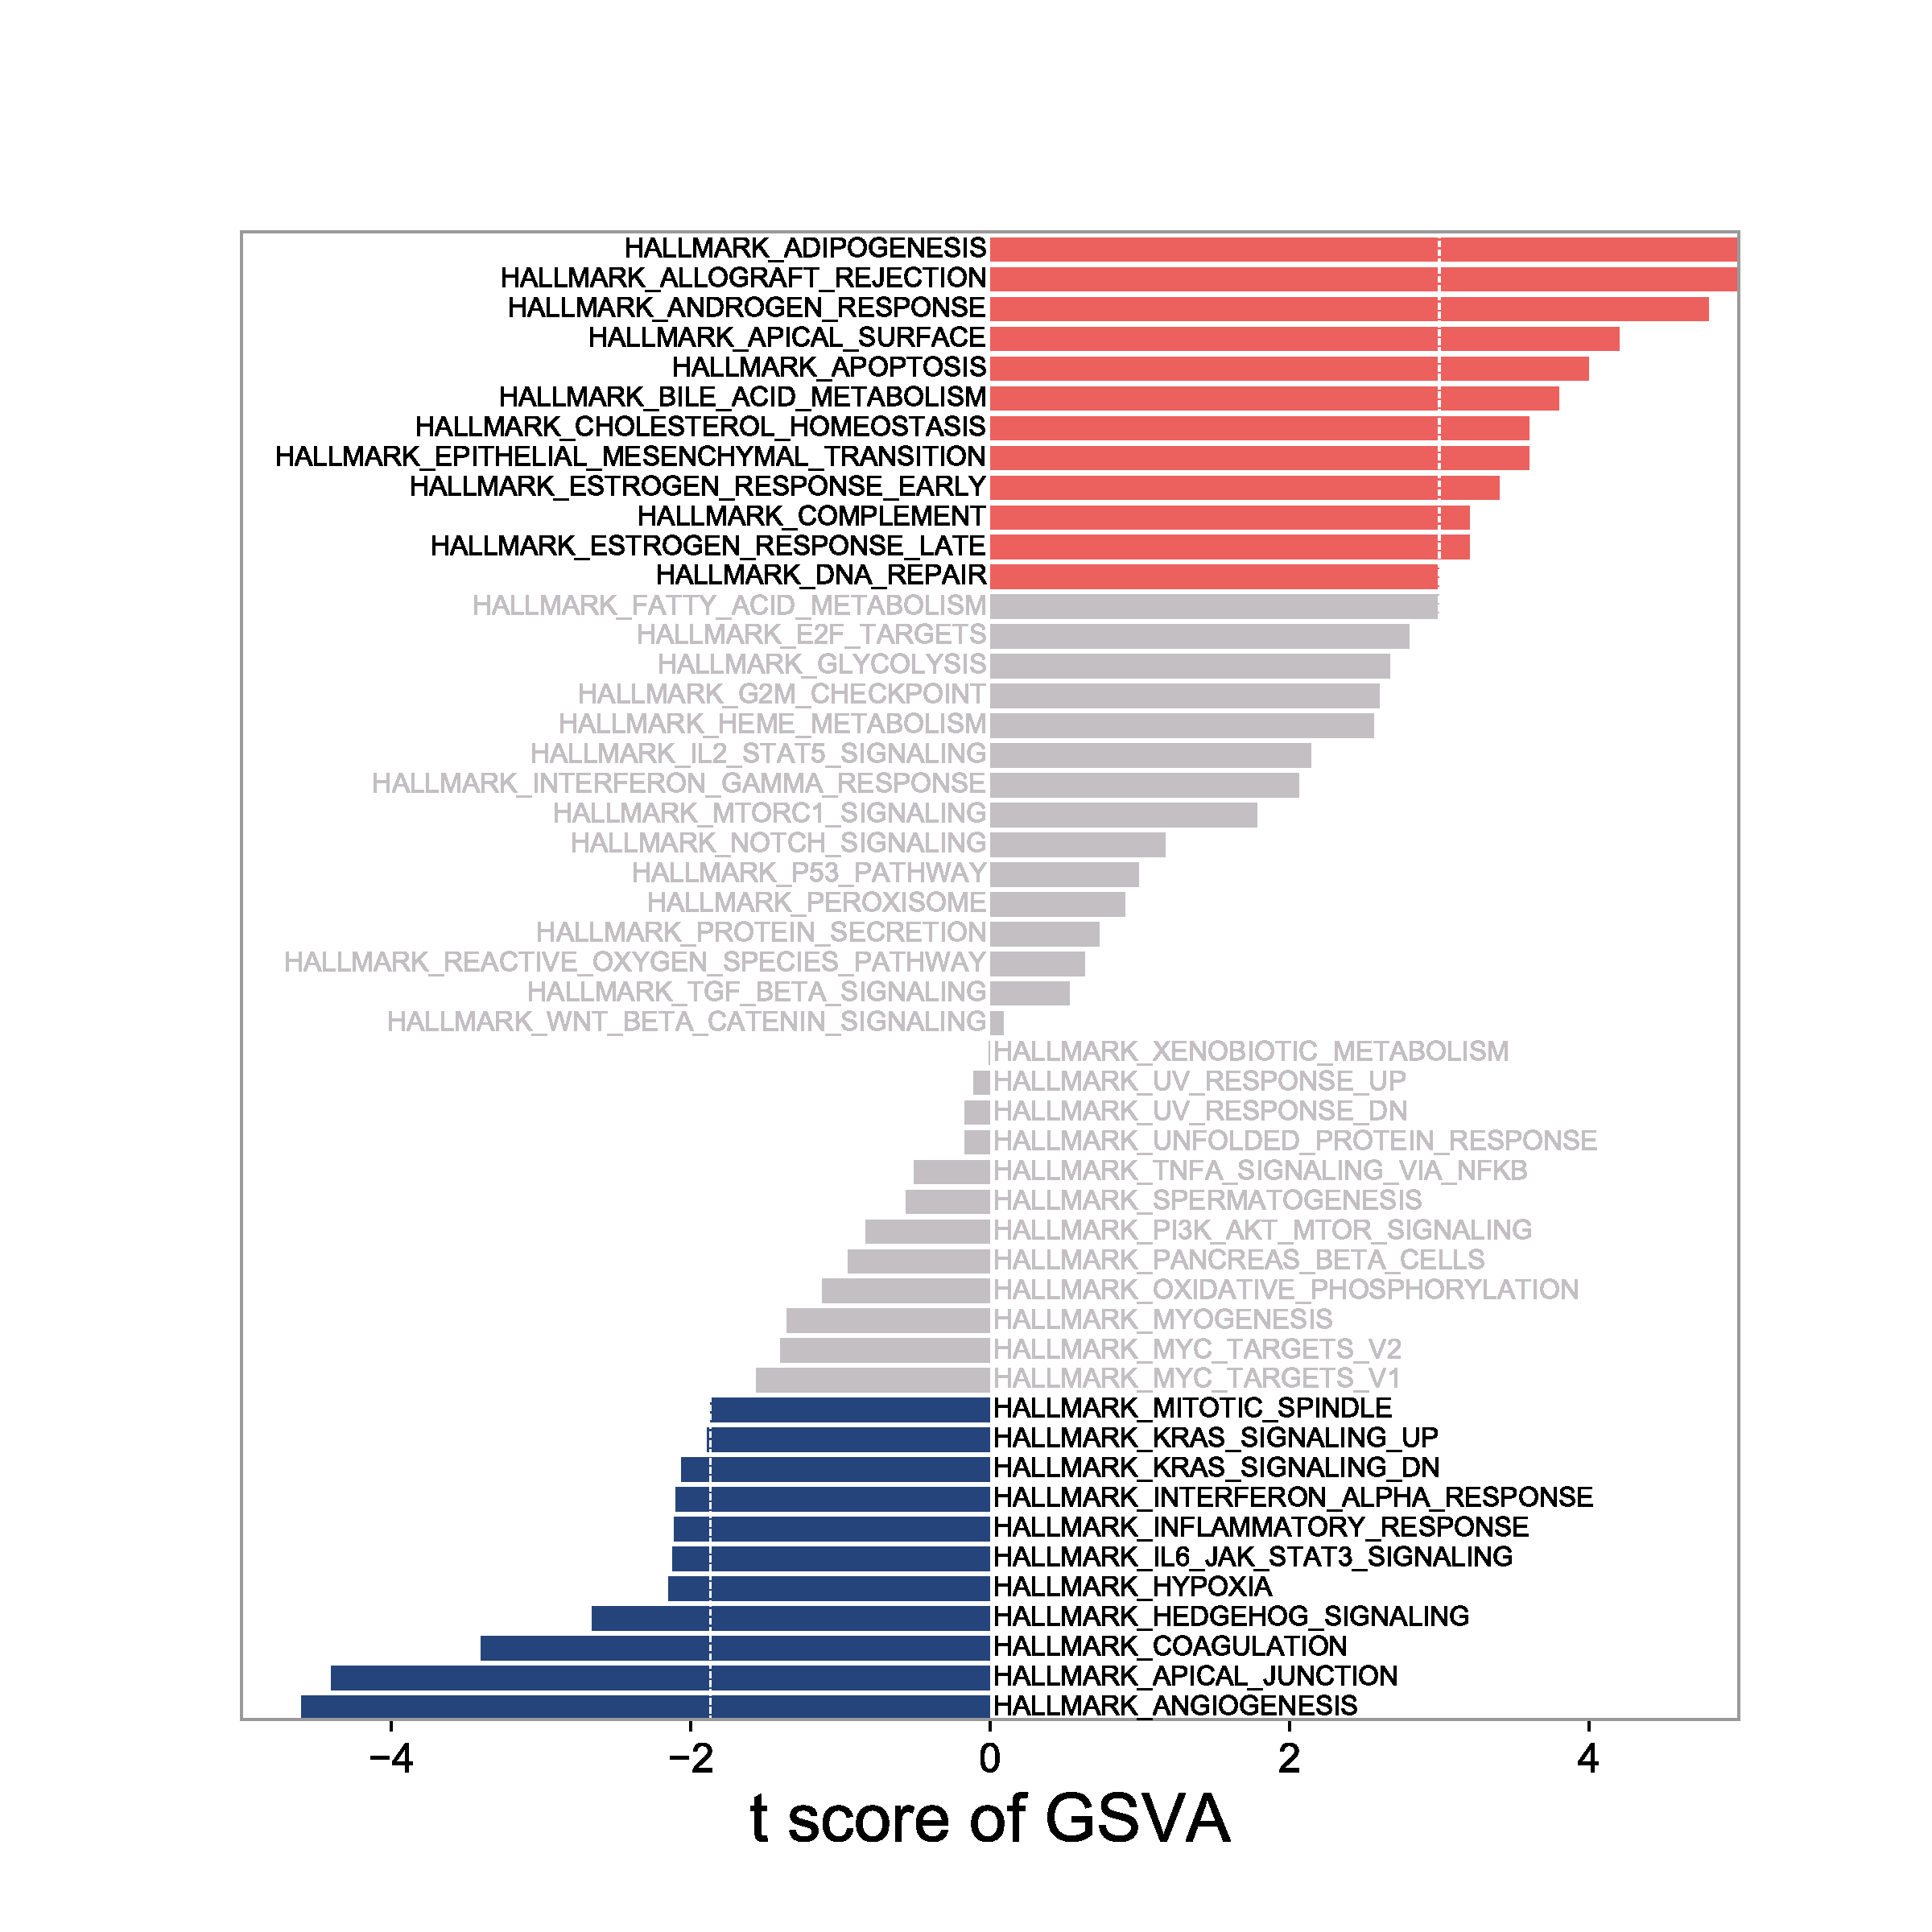 HALLMARK_ADIPOGENESIS
HALLMARK_ALLOGRAFT_REJECTION
HALLMARK_ANDROGEN_RESPONSE
HALLMARK_APICAL_SURFACE
HALLMARK_APOPTOSIS
HALLMARK_BILE_ACID_METABOLISM
HALLMARK_CHOLESTEROL_HOMEOSTASIS
HALLMARK_EPITHELIAL_MESENCHYMAL_TRANSITION
HALLMARK_ESTROGEN_RESPONSE_EARLY
HALLMARK_COMPLEMENT
HALLMARK_ESTROGEN_RESPONSE_LATE
HALLMARK_DNA_REPAIR
HALLMARK_FATTY_ACID_METABOLISM
HALLMARK_E2F_TARGETS
HALLMARK_GLYCOLYSIS
HALLMARK_G2M_CHECKPOINT
HALLMARK_HEME_METABOLISM
HALLMARK_IL2_STAT5_SIGNALING
HALLMARK_INTERFERON_GAMMA_RESPONSE
HALLMARK_MTORC1_SIGNALING
HALLMARK_NOTCH_SIGNALING
HALLMARK_P53_PATHWAY
HALLMARK_PEROXISOME
HALLMARK_PROTEIN_SECRETION
HALLMARK_REACTIVE_OXYGEN_SPECIES_PATHWAY
HALLMARK_TGF_BETA_SIGNALING
HALLMARK_WNT_BETA_CATENIN_SIGNALING
HALLMARK_XENOBIOTIC_METABOLISM
HALLMARK_UV_RESPONSE_UP
HALLMARK_UV_RESPONSE_DN
HALLMARK_UNFOLDED_PROTEIN_RESPONSE
HALLMARK_TNFA_SIGNALING_VIA_NFKB
HALLMARK_SPERMATOGENESIS
HALLMARK_PI3K_AKT_MTOR_SIGNALING
HALLMARK_PANCREAS_BETA_CELLS
HALLMARK_OXIDATIVE_PHOSPHORYLATION
HALLMARK_MYOGENESIS
HALLMARK_MYC_TARGETS_V2
HALLMARK_MYC_TARGETS_V1
HALLMARK_MITOTIC_SPINDLE
HALLMARK_KRAS_SIGNALING_UP
HALLMARK_KRAS_SIGNALING_DN
HALLMARK_INTERFERON_ALPHA_RESPONSE
HALLMARK_INFLAMMATORY_RESPONSE
HALLMARK_IL6_JAK_STAT3_SIGNALING
HALLMARK_HYPOXIA
HALLMARK_HEDGEHOG_SIGNALING
HALLMARK_COAGULATION
HALLMARK_APICAL_JUNCTION
HALLMARK_ANGIOGENESIS
−4 −2 0 2 4
t score of GSVA